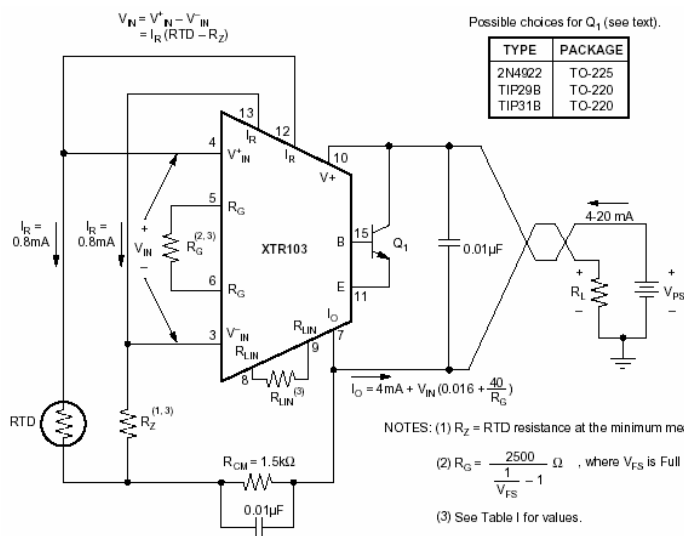 V_IN = V⁺_IN – V⁻_IN
= I_R (RTD – R_Z)
Possible choices for Q₁ (see text).
TYPE PACKAGE
2N4922 TO-225
TIP29B TO-220
TIP31B TO-220
13
I_R
12
I_R
4
V⁺_IN
10
V+
5
R_G
R_G (2, 3)
6
R_G
XTR103
15
B
Q₁
E
11
0.01µF
4-20 mA
+
R_L
–
+
V_PS
–
I_R = 0.8mA
I_R = 0.8mA
+
V_IN
–
3
V⁻_IN
R_LIN
8
R_LIN
9
I_O
7
R_LIN (3)
I_O = 4mA + V_IN (0.016 + 40/R_G)
RTD
R_Z (1, 3)
R_CM = 1.5kΩ
0.01µF
NOTES: (1) R_Z = RTD resistance at the minimum me
(2) R_G = 2500 / (1/V_FS – 1) Ω , where V_FS is Full
(3) See Table I for values.